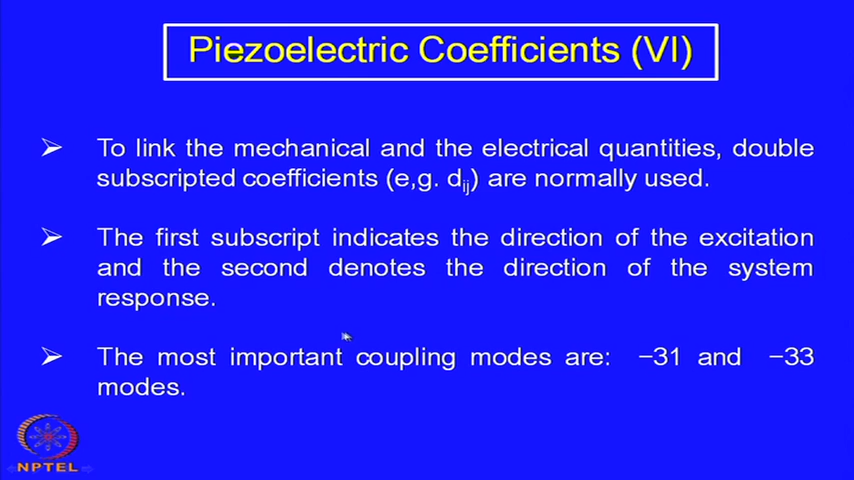 Piezoelectric Coefficients (VI)
➢ To link the mechanical and the electrical quantities, double
subscripted coefficients (e,g. dij) are normally used.
➢ The first subscript indicates the direction of the excitation
and the second denotes the direction of the system
response.
➢ The most important coupling modes are: −31 and −33
modes.
NPTEL